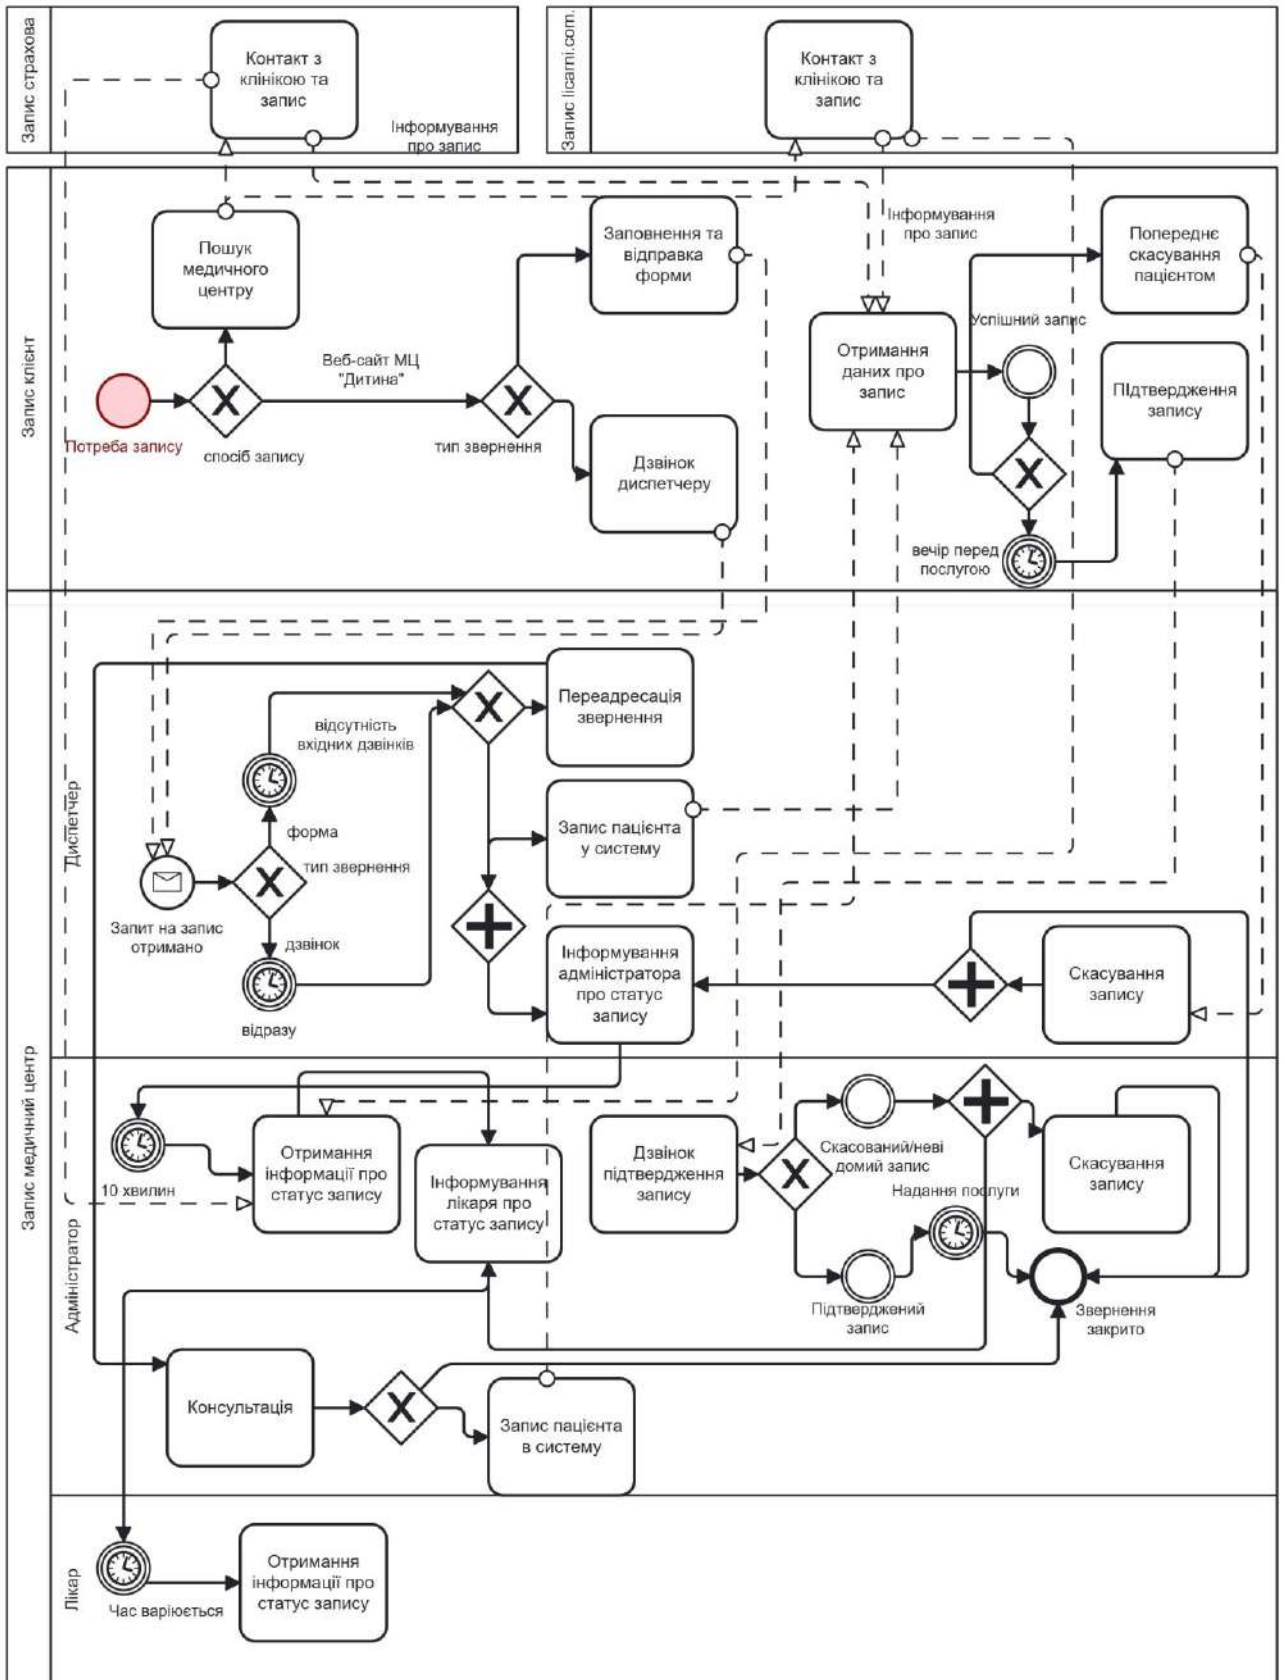 Запис страхова
Контакт з
клінікою та
запис
Інформування
про запис
Запис licarni.com.
Контакт з
клінікою та
запис
Запис клієнт
Потреба запису
Пошук
медичного
центру
спосіб запису
Веб-сайт МЦ
"Дитина"
тип звернення
Заповнення та
відправка
форми
Дзвінок
диспетчеру
Інформування
про запис
Отримання
даних про
запис
Успішний запис
Попереднє
скасування
пацієнтом
Підтвердження
запису
вечір перед
послугою
Запис медичний центр
Диспетчер
Запит на запис
отримано
відсутність
вхідних дзвінків
форма
тип звернення
дзвінок
відразу
Переадресація
звернення
Запис пацієнта
у систему
Інформування
адміністратора
про статус
запису
Скасування
запису
Адміністратор
10 хвилин
Отримання
інформації про
статус запису
Інформування
лікаря про
статус запису
Дзвінок
підтвердження
запису
Скасований/неві
домий запис
Надання послуги
Підтверджений
запис
Скасування
запису
Звернення
закрито
Консультація
Запис пацієнта
в систему
Лікар
Час варіюється
Отримання
інформації про
статус запису